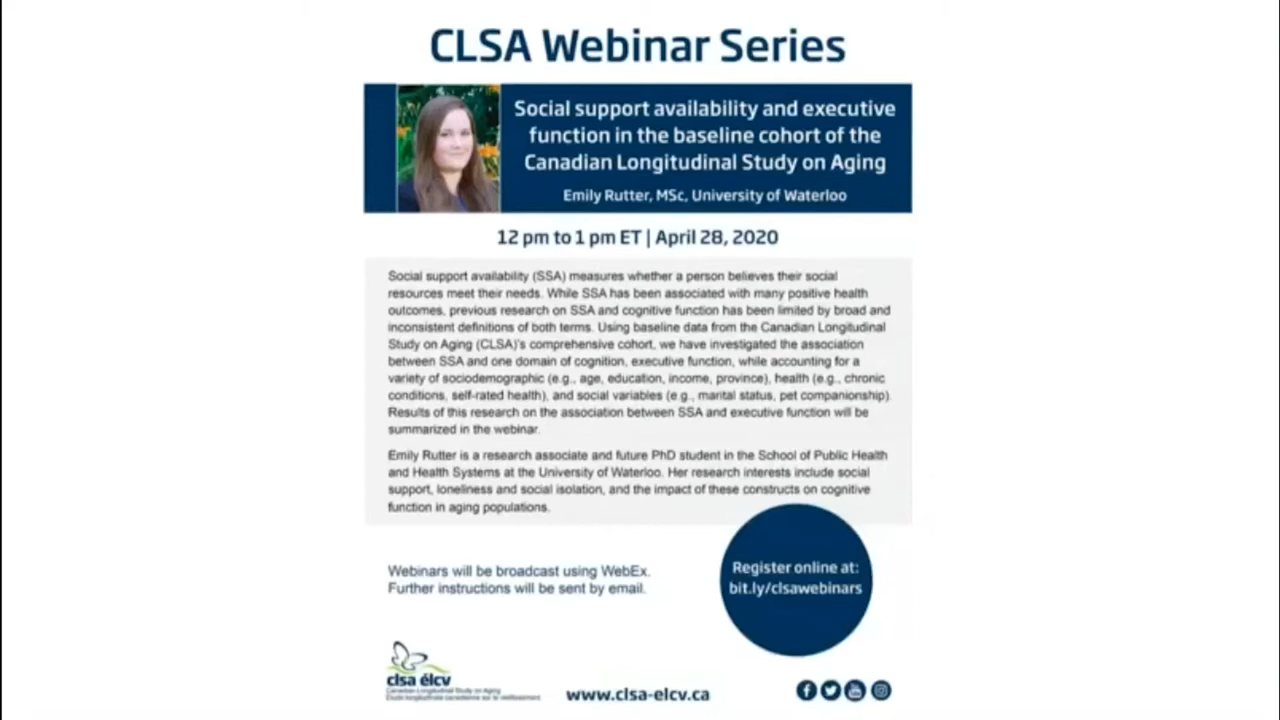 CLSA Webinar Series
Social support availability and executive
function in the baseline cohort of the
Canadian Longitudinal Study on Aging
Emily Rutter, MSc, University of Waterloo
12 pm to 1 pm ET | April 28, 2020
Social support availability (SSA) measures whether a person believes their social
resources meet their needs. While SSA has been associated with many positive health
outcomes, previous research on SSA and cognitive function has been limited by broad and
inconsistent definitions of both terms. Using baseline data from the Canadian Longitudinal
Study on Aging (CLSA)'s comprehensive cohort, we have investigated the association
between SSA and one domain of cognition, executive function, while accounting for a
variety of sociodemographic (e.g., age, education, income, province), health (e.g., chronic
conditions, self-rated health), and social variables (e.g., marital status, pet companionship).
Results of this research on the association between SSA and executive function will be
summarized in the webinar.
Emily Rutter is a research associate and future PhD student in the School of Public Health
and Health Systems at the University of Waterloo. Her research interests include social
support, loneliness and social isolation, and the impact of these constructs on cognitive
function in aging populations.
Webinars will be broadcast using WebEx.
Further instructions will be sent by email.
Register online at:
bit.ly/clsawebinars
clsa élcv
Canadian Longitudinal Study on Aging
Étude longitudinale canadienne sur le vieillissement
www.clsa-elcv.ca